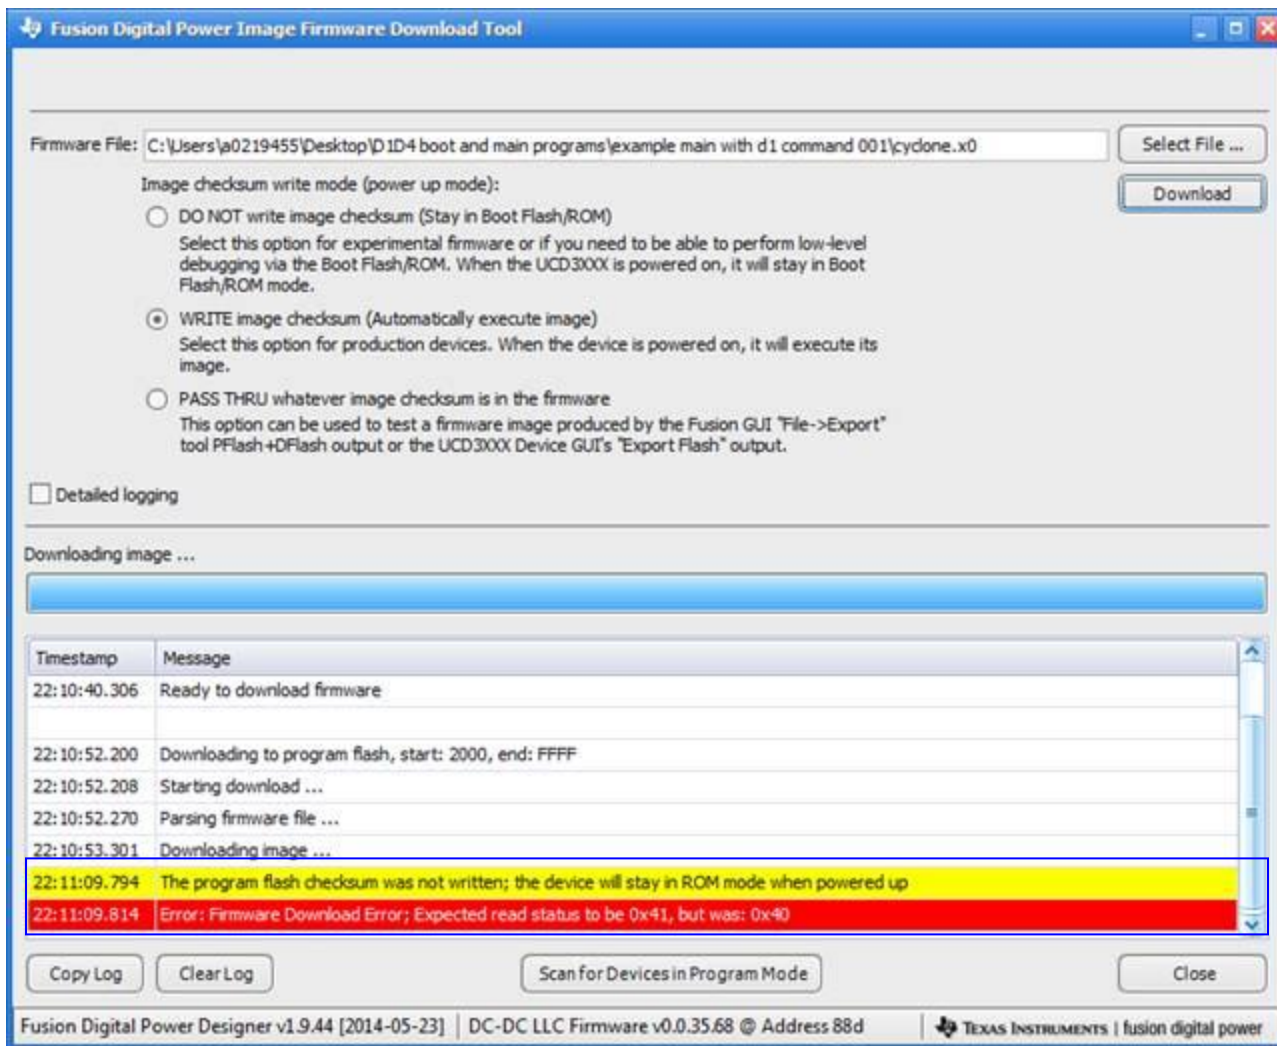 Fusion Digital Power Image Firmware Download Tool
Firmware File: C:\Users\a0219455\Desktop\D1D4 boot and main programs\example main with d1 command 001\cyclone.x0 Select File ...
Image checksum write mode (power up mode):
Download
DO NOT write image checksum (Stay in Boot Flash/ROM)
Select this option for experimental firmware or if you need to be able to perform low-level
debugging via the Boot Flash/ROM. When the UCD3XXX is powered on, it will stay in Boot
Flash/ROM mode.
WRITE image checksum (Automatically execute image)
Select this option for production devices. When the device is powered on, it will execute its
image.
PASS THRU whatever image checksum is in the firmware
This option can be used to test a firmware image produced by the Fusion GUI "File->Export"
tool PFlash+DFlash output or the UCD3XXX Device GUI's "Export Flash" output.
Detailed logging
Downloading image ...
Timestamp Message
22:10:40.306 Ready to download firmware
22:10:52.200 Downloading to program flash, start: 2000, end: FFFF
22:10:52.208 Starting download ...
22:10:52.270 Parsing firmware file ...
22:10:53.301 Downloading image ...
22:11:09.794 The program flash checksum was not written; the device will stay in ROM mode when powered up
22:11:09.814 Error: Firmware Download Error; Expected read status to be 0x41, but was: 0x40
Copy Log Clear Log Scan for Devices in Program Mode Close
Fusion Digital Power Designer v1.9.44 [2014-05-23] DC-DC LLC Firmware v0.0.35.68 @ Address 88d TEXAS INSTRUMENTS | fusion digital power